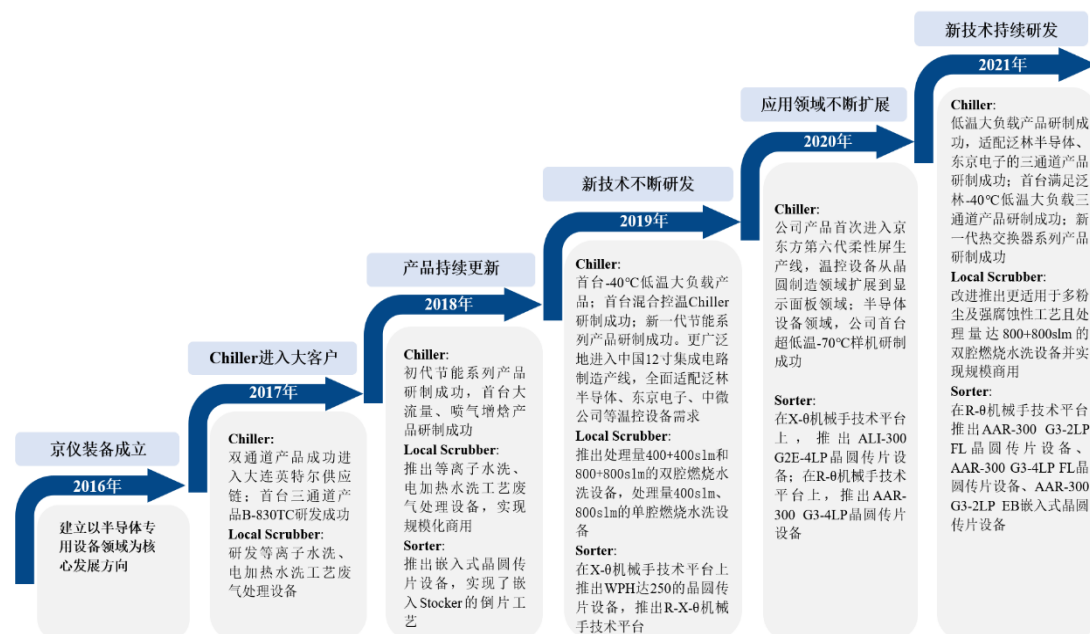 京仪装备成立
2016年
建立以半导体专
用设备领域为核
心发展方向
Chiller进入大客户
2017年
Chiller:
双通道产品成功进
入大连英特尔供应
链；首台三通道产
品B-830TC研发成功
Local Scrubber:
研发等离子水洗、
电加热水洗工艺废
气处理设备
产品持续更新
2018年
Chiller:
初代节能系列产品
研制成功，首台大
流量、喷气增焓产
品研制成功
Local Scrubber:
推出等离子水洗、
电加热水洗工艺废
气处理设备，实现
规模化商用
Sorter:
推出嵌入式晶圆传
片设备，实现了嵌
入Stocker的倒片工
艺
新技术不断研发
2019年
Chiller:
首台-40℃低温大负载产
品；首台混合控温Chiller
研制成功；新一代节能系
列产品研制成功。更广泛
地进入中国12寸集成电路
制造产线，全面适配泛林
半导体、东京电子、中微
公司等温控设备需求
Local Scrubber:
推出处理量400+400slm和
800+800slm的双腔燃烧水
洗设备，处理量400slm、
800slm的单腔燃烧水洗设
备
Sorter:
在X-θ机械手技术平台上
推出WPH达250的晶圆传
片设备，推出R-X-θ机械
手技术平台
应用领域不断扩展
2020年
Chiller:
公司产品首次进入京
东方第六代柔性屏生
产线，温控设备从晶
圆制造领域扩展到显
示面板领域；半导体
设备领域，公司首台
超低温-70℃样机研制
成功
Sorter:
在X-θ机械手技术平台
上，推出ALI-300
G2E-4LP晶圆传片设
备；在R-θ机械手技术
平台上，推出AAR-
300 G3-4LP晶圆传片
设备
新技术持续研发
2021年
Chiller:
低温大负载产品研制成
功，适配泛林半导体、
东京电子的三通道产品
研制成功；首台满足泛
林-40℃低温大负载三
通道产品研制成功；新
一代热交换器系列产品
研制成功
Local Scrubber:
改进推出更适用于多粉
尘及强腐蚀性工艺且处
理量达800+800slm的
双腔燃烧水洗设备并实
现规模商用
Sorter:
在R-θ机械手技术平台
推出AAR-300 G3-2LP
FL晶圆传片设备、
AAR-300 G3-4LP FL晶
圆传片设备、AAR-300
G3-2LP EB嵌入式晶圆
传片设备